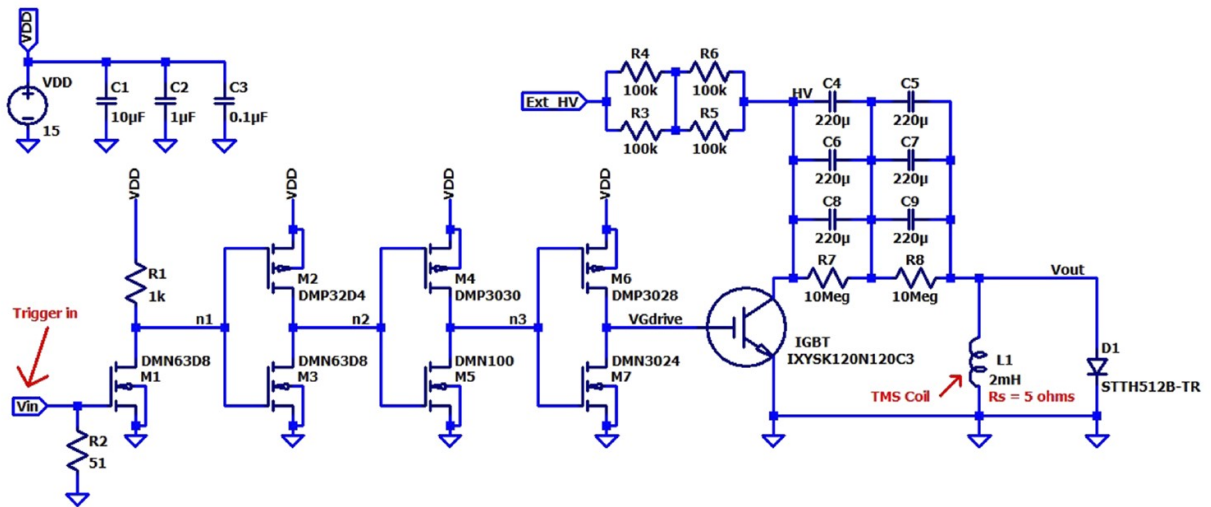 VDD
VDD
15
C1
10µF
C2
1µF
C3
0.1µF
Ext_HV
R4
100k
R6
100k
R3
100k
R5
100k
HV
C4
220µ
C5
220µ
C6
220µ
C7
220µ
C8
220µ
C9
220µ
R7
10Meg
R8
10Meg
VDD
VDD
VDD
VDD
R1
1k
M2
DMP32D4
M4
DMP3030
M6
DMP3028
Trigger in
n1
n2
n3
VGdrive
Vout
DMN63D8
M1
DMN63D8
M3
DMN100
M5
DMN3024
M7
IGBT
IXYSK120N120C3
L1
2mH
Rs = 5 ohms
TMS Coil
D1
STTH512B-TR
Vin
R2
51